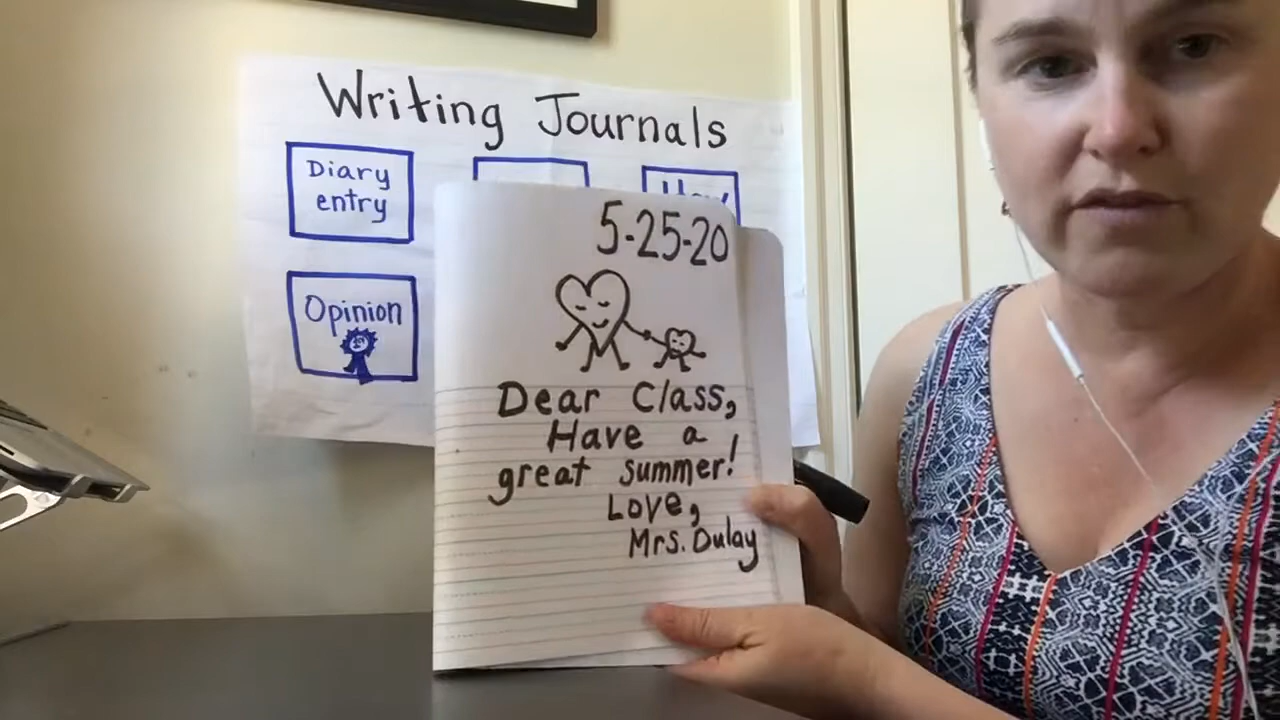 Writing Journals
Diary
entry
Opinion
5-25-20
Dear Class,
Have a
great summer!
Love,
Mrs. Dulay